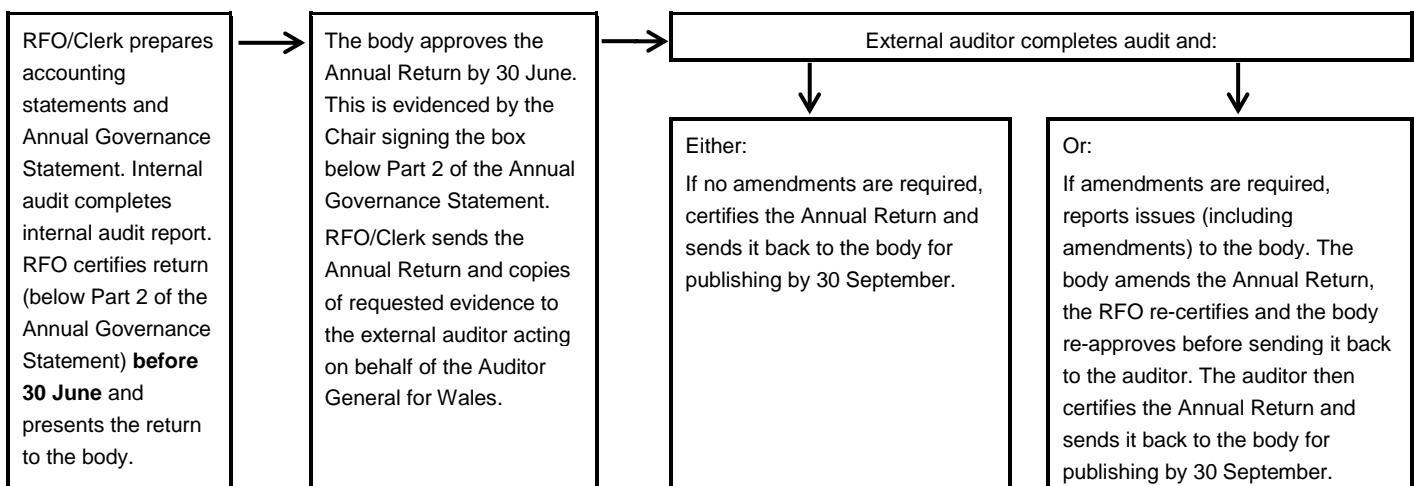 RFO/Clerk prepares
accounting
statements and
Annual Governance
Statement. Internal
audit completes
internal audit report.
RFO certifies return
(below Part 2 of the
Annual Governance
Statement) before
30 June and
presents the return
to the body.
The body approves the
Annual Return by 30 June.
This is evidenced by the
Chair signing the box
below Part 2 of the Annual
Governance Statement.
RFO/Clerk sends the
Annual Return and copies
of requested evidence to
the external auditor acting
on behalf of the Auditor
General for Wales.
External auditor completes audit and:
Either:
If no amendments are required,
certifies the Annual Return and
sends it back to the body for
publishing by 30 September.
Or:
If amendments are required,
reports issues (including
amendments) to the body. The
body amends the Annual Return,
the RFO re-certifies and the body
re-approves before sending it back
to the auditor. The auditor then
certifies the Annual Return and
sends it back to the body for
publishing by 30 September.